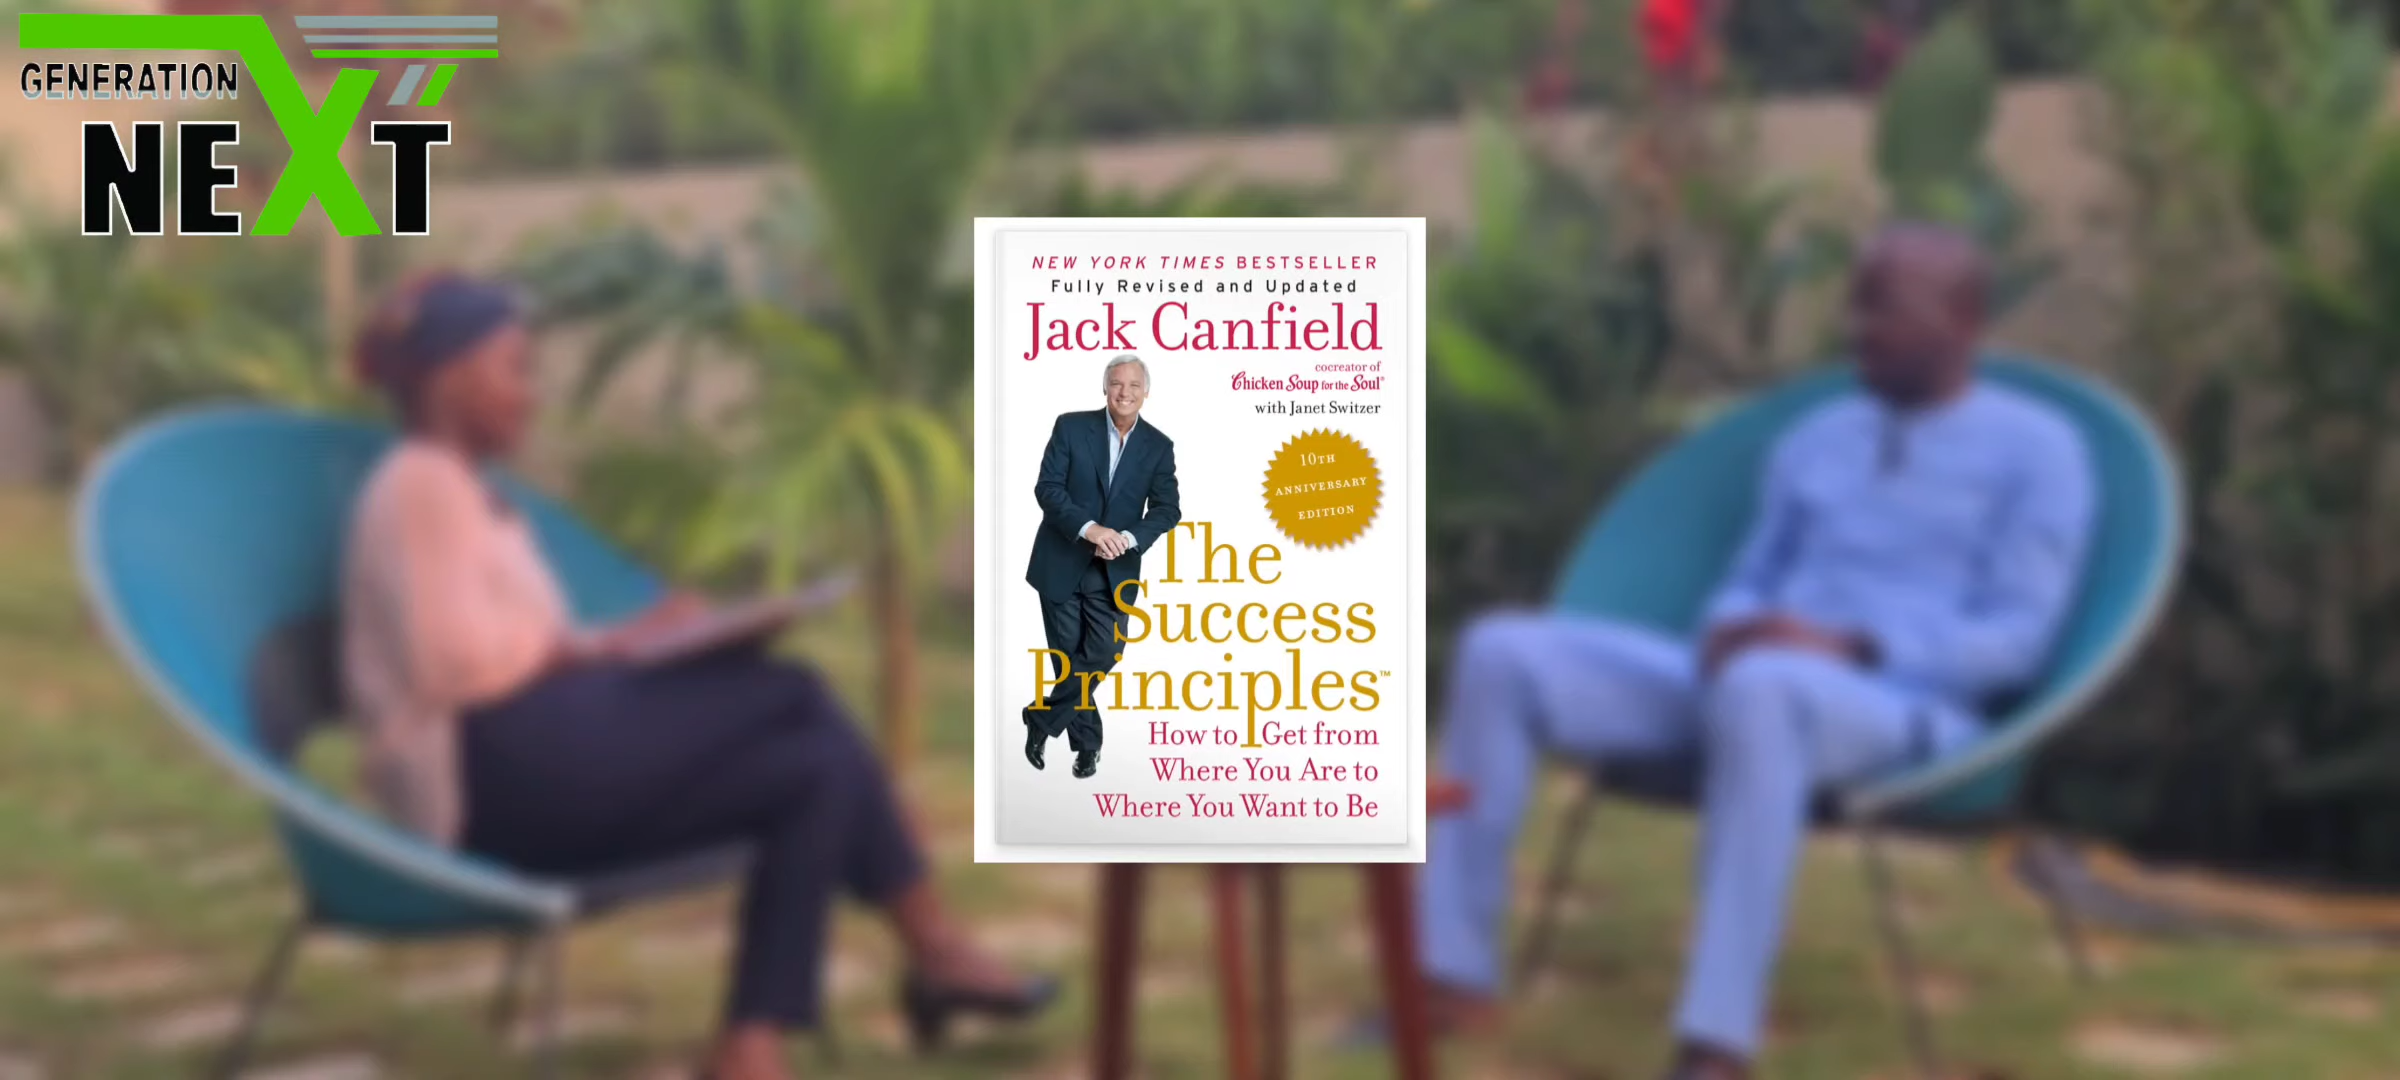 GENERATION
NEXT
NEW YORK TIMES BESTSELLER
Fully Revised and Updated
Jack Canfield
cocreator of
Chicken Soup for the Soul®
with Janet Switzer
10TH
ANNIVERSARY
EDITION
The
Success
Principles™
How to Get from
Where You Are to
Where You Want to Be